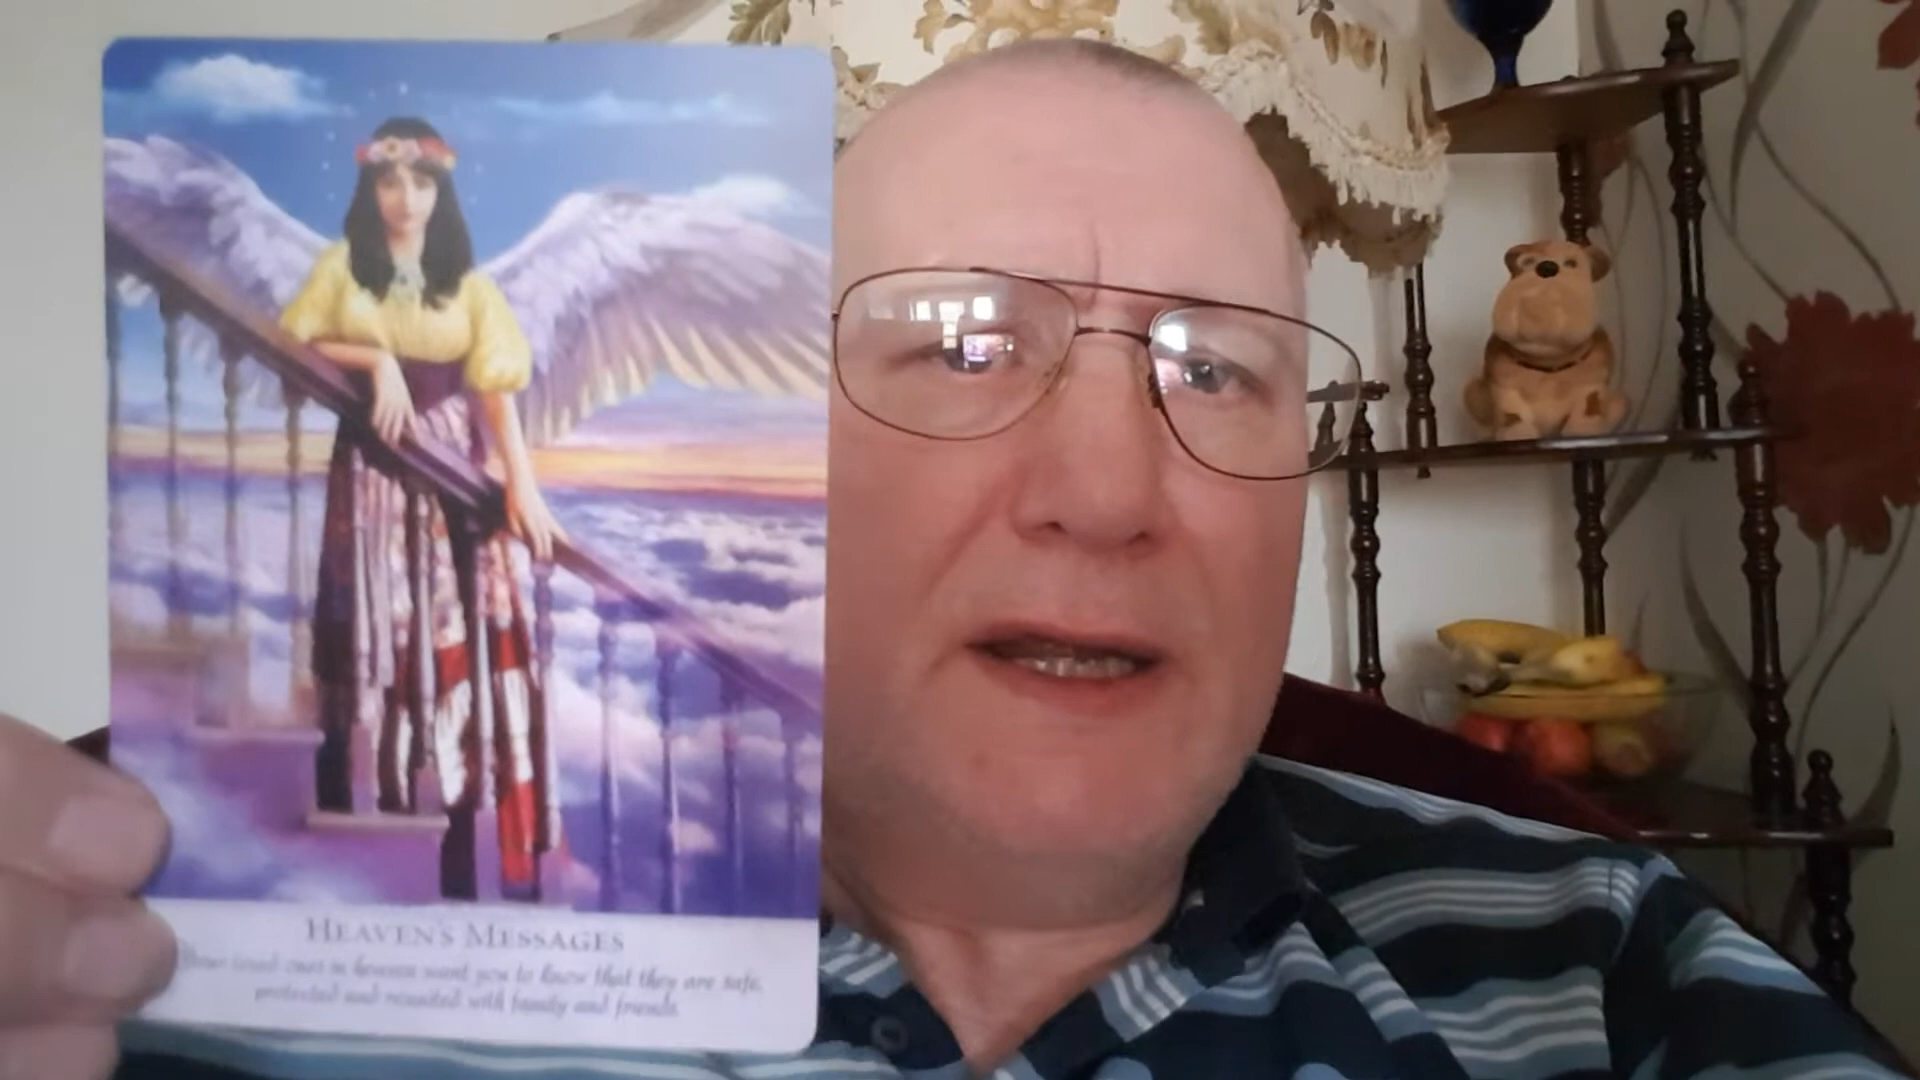 HEAVEN'S MESSAGES
Your loved ones in heaven want you to know that they are safe,
protected and reunited with family and friends.